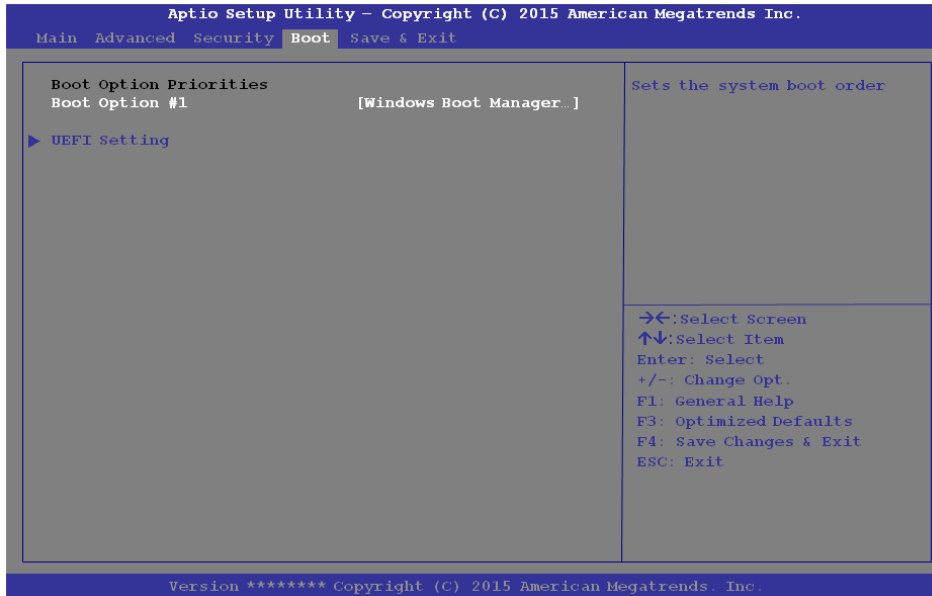 Aptio Setup Utility – Copyright (C) 2015 American Megatrends Inc.
Main Advanced Security Boot Save & Exit
Boot Option Priorities
Boot Option #1 [Windows Boot Manager…]
UEFI Setting
Sets the system boot order
→←:Select Screen
↑↓:Select Item
Enter: Select
+/-: Change Opt.
F1: General Help
F3: Optimized Defaults
F4: Save Changes & Exit
ESC: Exit
Version ******** Copyright (C) 2015 American Megatrends. Inc.